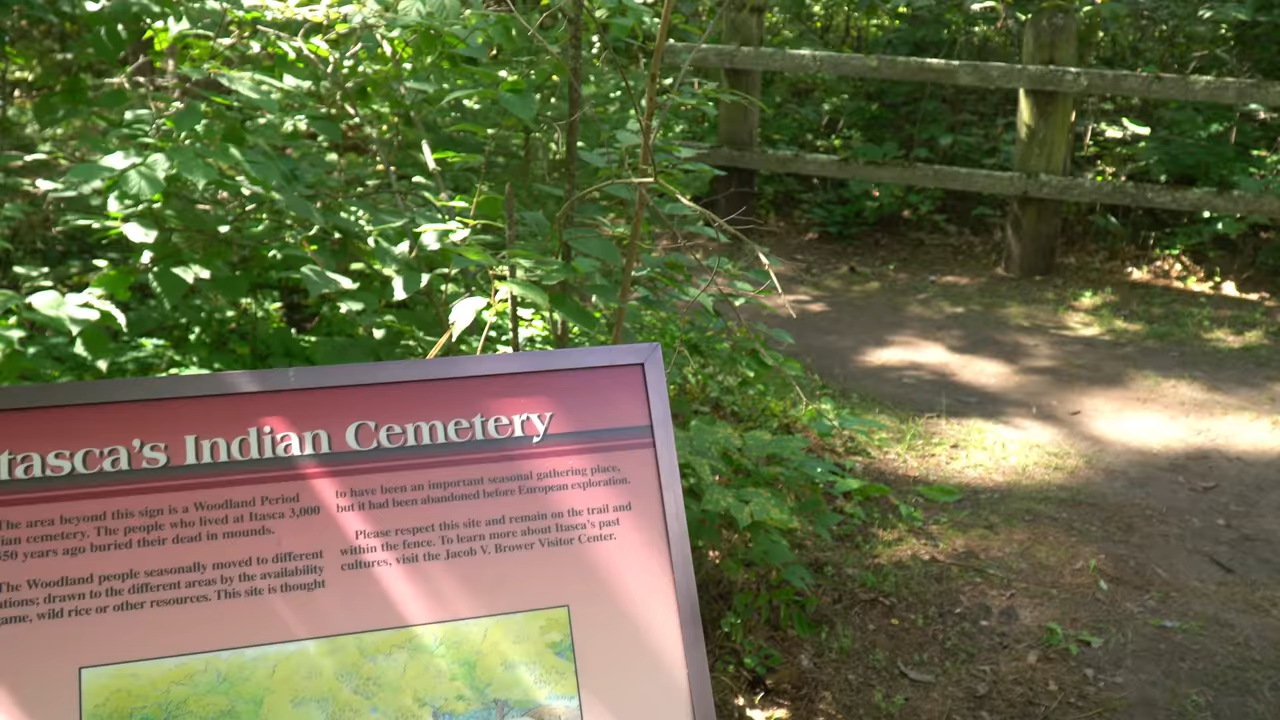 tasca's Indian Cemetery
The area beyond this sign is a Woodland Period
ian cemetery. The people who lived at Itasca 3,000
50 years ago buried their dead in mounds.
The Woodland people seasonally moved to different
ations; drawn to the different areas by the availability
ame, wild rice or other resources. This site is thought
to have been an important seasonal gathering place,
but it had been abandoned before European exploration.
Please respect this site and remain on the trail and
within the fence. To learn more about Itasca's past
cultures, visit the Jacob V. Brower Visitor Center.